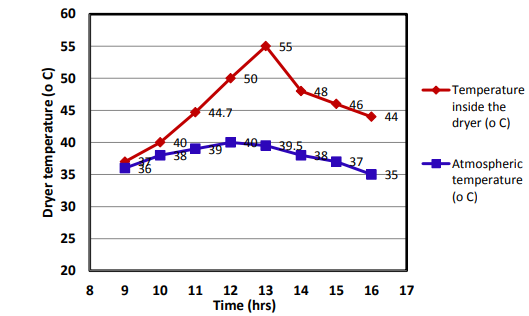 Dryer temperature (o C)
60
55
50
45
40
35
30
25
20
8 9 10 11 12 13 14 15 16 17
Time (hrs)
37 40 44.7 50 55 48 46 44
36 38 39 40 39.5 38 37 35
Temperature
inside the
dryer (o C)
Atmospheric
temperature
(o C)